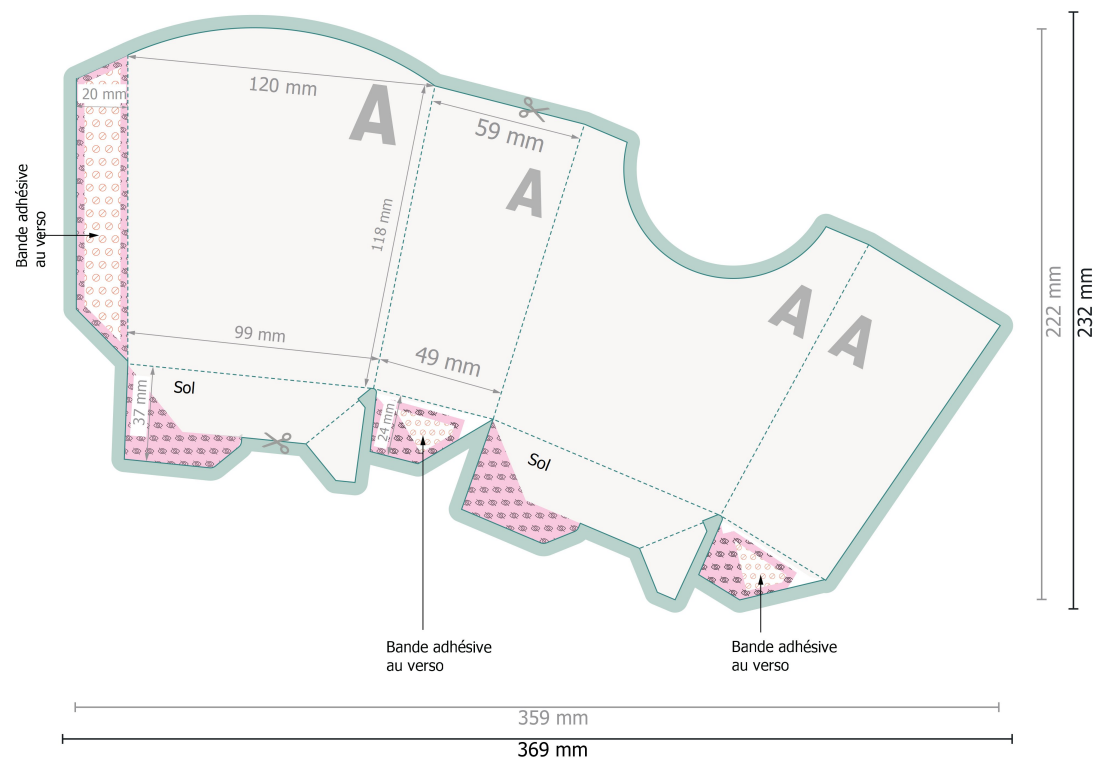 120 mm
A
20 mm
59 mm
A
Bande adhésive
au verso
118 mm
222 mm
232 mm
A
A
99 mm
49 mm
Sol
37 mm
24 mm
Sol
Bande adhésive
au verso
Bande adhésive
au verso
359 mm
369 mm